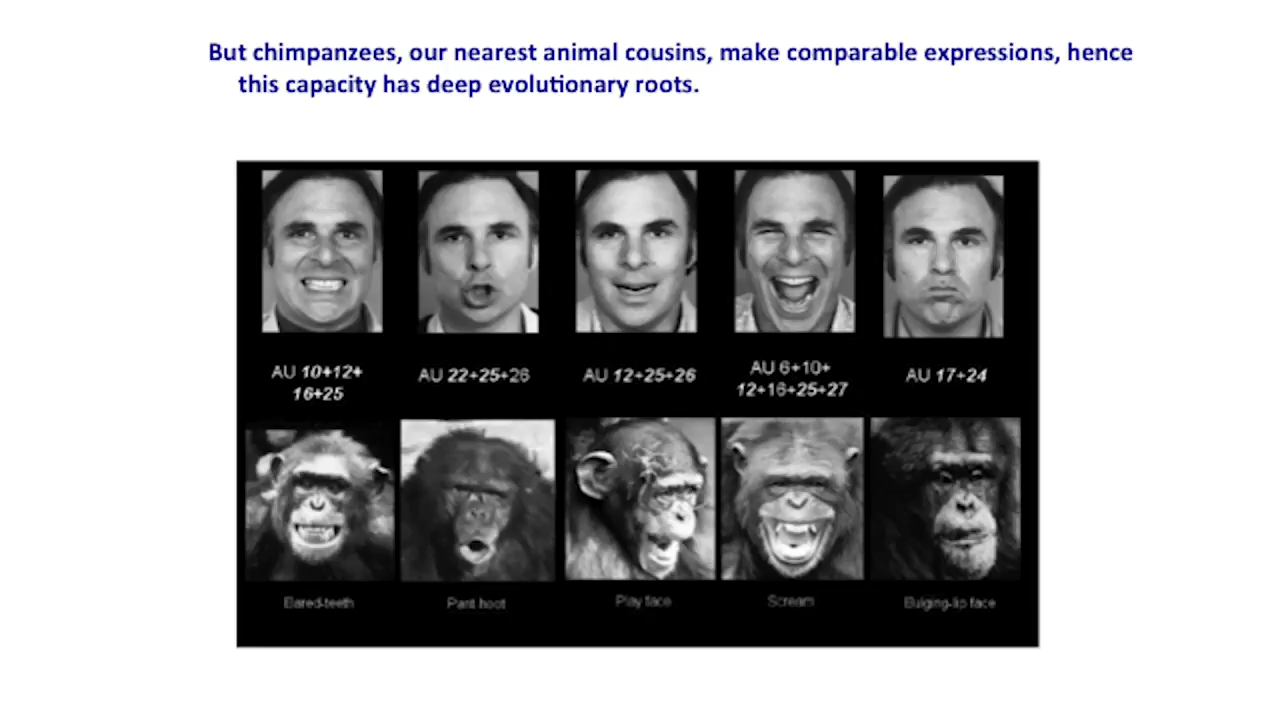 But chimpanzees, our nearest animal cousins, make comparable expressions, hence
this capacity has deep evolutionary roots.
AU 10+12+
16+25
AU 22+25+26
AU 12+25+26
AU 6+10+
12+16+25+27
AU 17+24
Bared-teeth
Pant hoot
Play face
Scream
Bulging-lip face